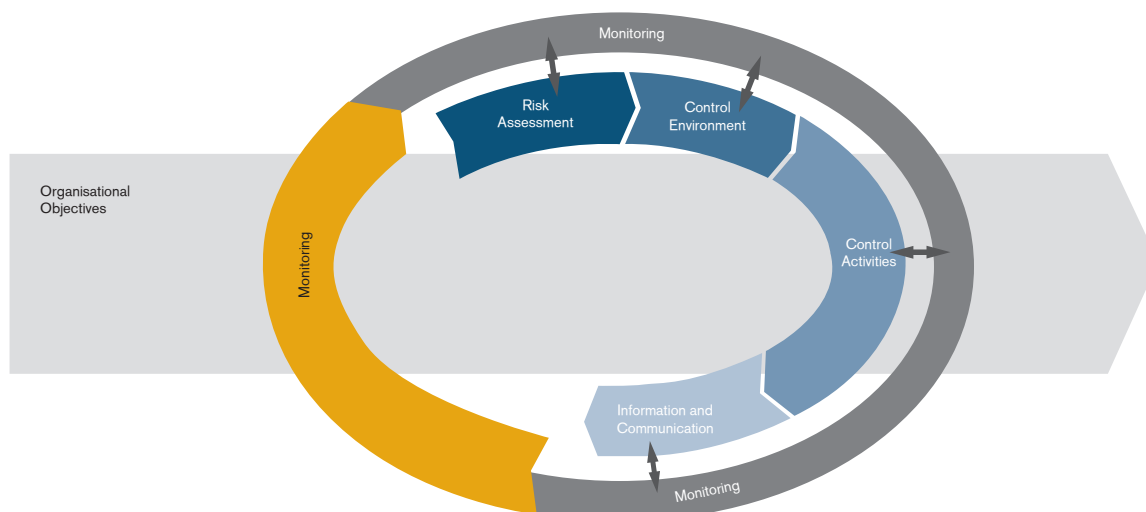 Monitoring
Risk
Assessment
Control
Environment
Organisational
Objectives
Monitoring
Control
Activities
Information and
Communication
Monitoring